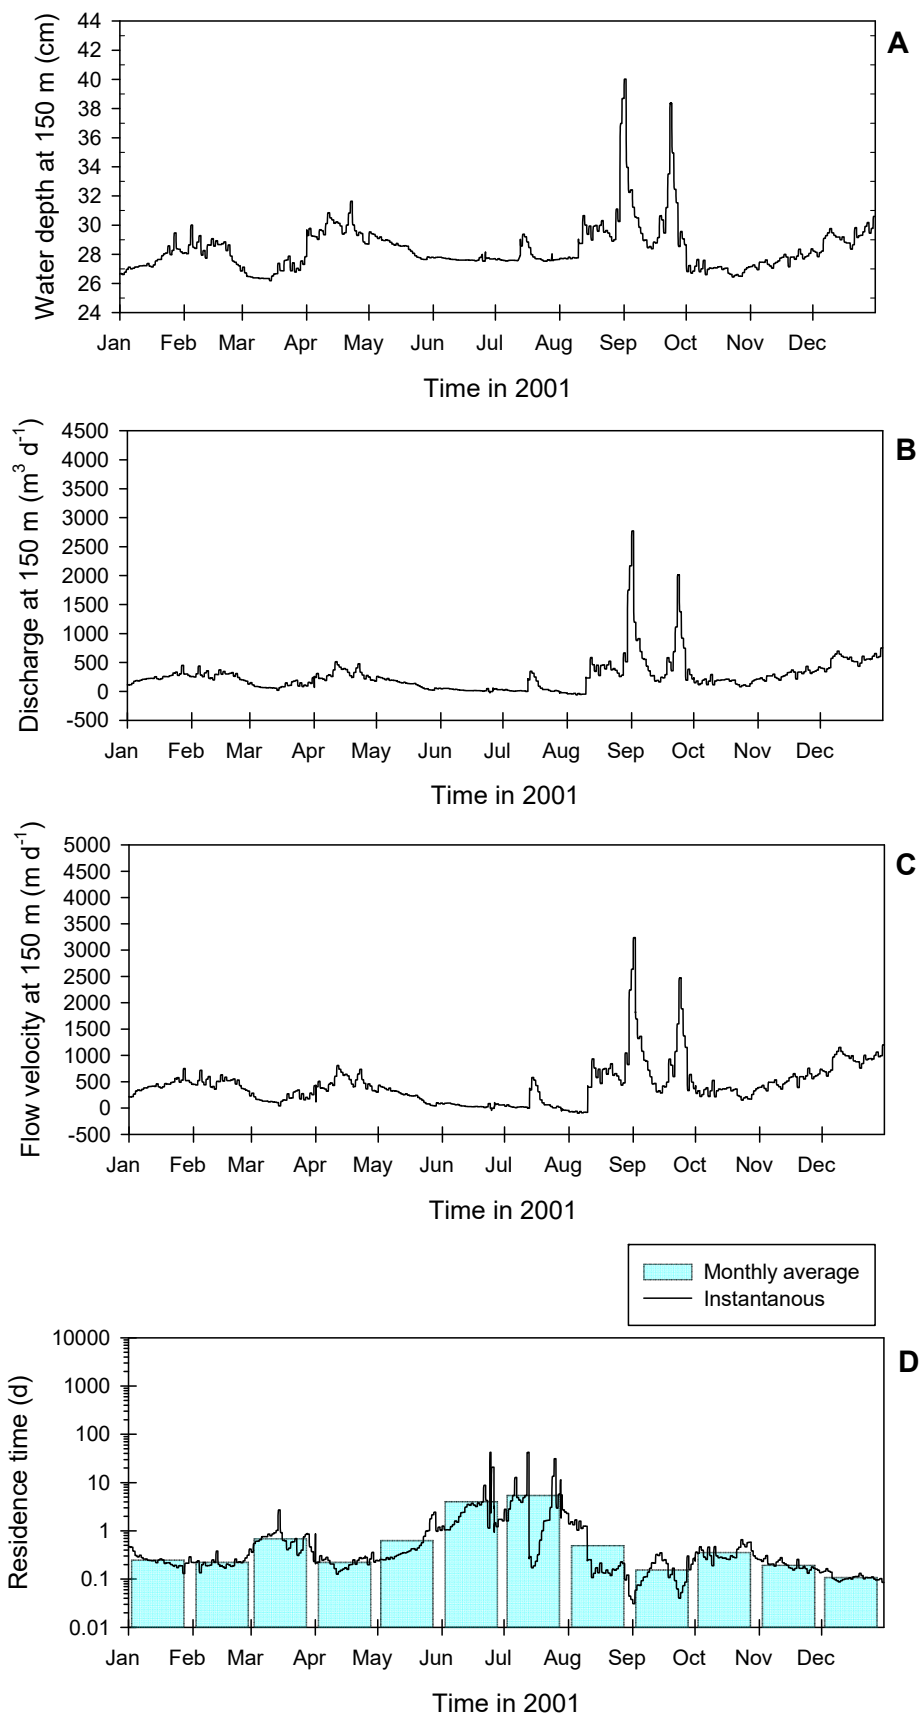 A
Water depth at 150 m (cm)
44
42
40
38
36
34
32
30
28
26
24
Jan Feb Mar Apr May Jun Jul Aug Sep Oct Nov Dec
Time in 2001
B
Discharge at 150 m (m³ d⁻¹)
4500
4000
3500
3000
2500
2000
1500
1000
500
0
-500
Jan Feb Mar Apr May Jun Jul Aug Sep Oct Nov Dec
Time in 2001
C
Flow velocity at 150 m (m d⁻¹)
5000
4500
4000
3500
3000
2500
2000
1500
1000
500
0
-500
Jan Feb Mar Apr May Jun Jul Aug Sep Oct Nov Dec
Time in 2001
Monthly average
Instantanous
D
Residence time (d)
10000
1000
100
10
1
0.1
0.01
Jan Feb Mar Apr May Jun Jul Aug Sep Oct Nov Dec
Time in 2001